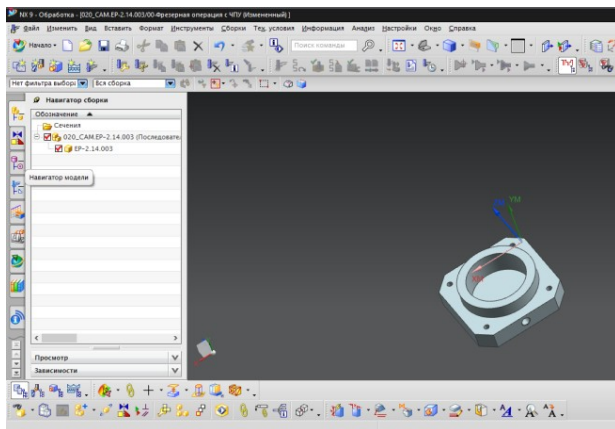 NX 9 - Обработка - [020_CAM.EP-2.14.003/00-Фрезерная операция с ЧПУ (Измененный) ]
Файл Изменить Вид Вставить Формат Инструменты Сборки Тех. условия Информация Анализ Настройки Окно Справка
Начало Поиск команды
Нет фильтра выбора Вся сборка
Навигатор сборки
Обозначение
Сечения
020_CAM.EP-2.14.003 (Последовате
EP-2.14.003
Навигатор модели
YM
XM
Просмотр
Зависимости